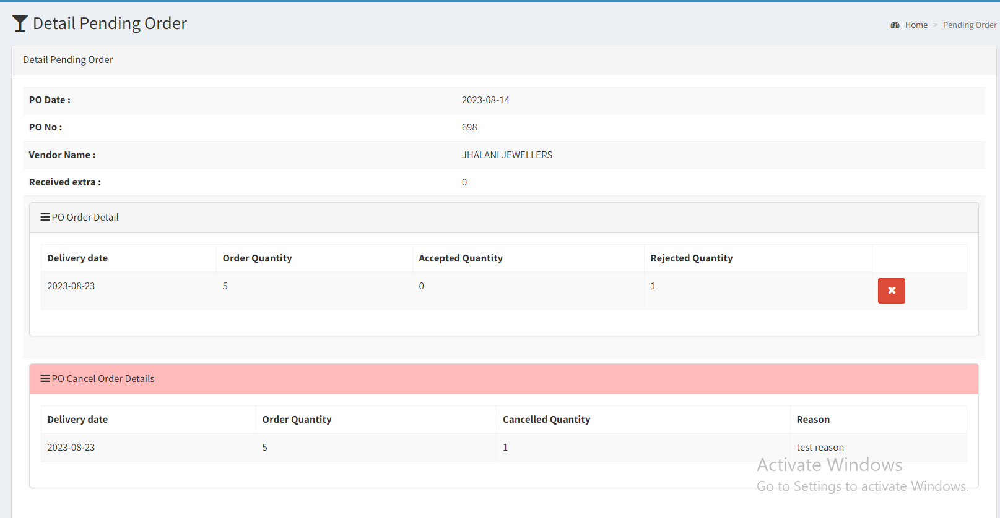 Detail Pending Order
Home > Pending Order
Detail Pending Order
PO Date : 2023-08-14
PO No : 698
Vendor Name : JHALANI JEWELLERS
Received extra : 0
PO Order Detail
Delivery date Order Quantity Accepted Quantity Rejected Quantity
2023-08-23 5 0 1
PO Cancel Order Details
Delivery date Order Quantity Cancelled Quantity Reason
2023-08-23 5 1 test reason
Activate Windows
Go to Settings to activate Windows.